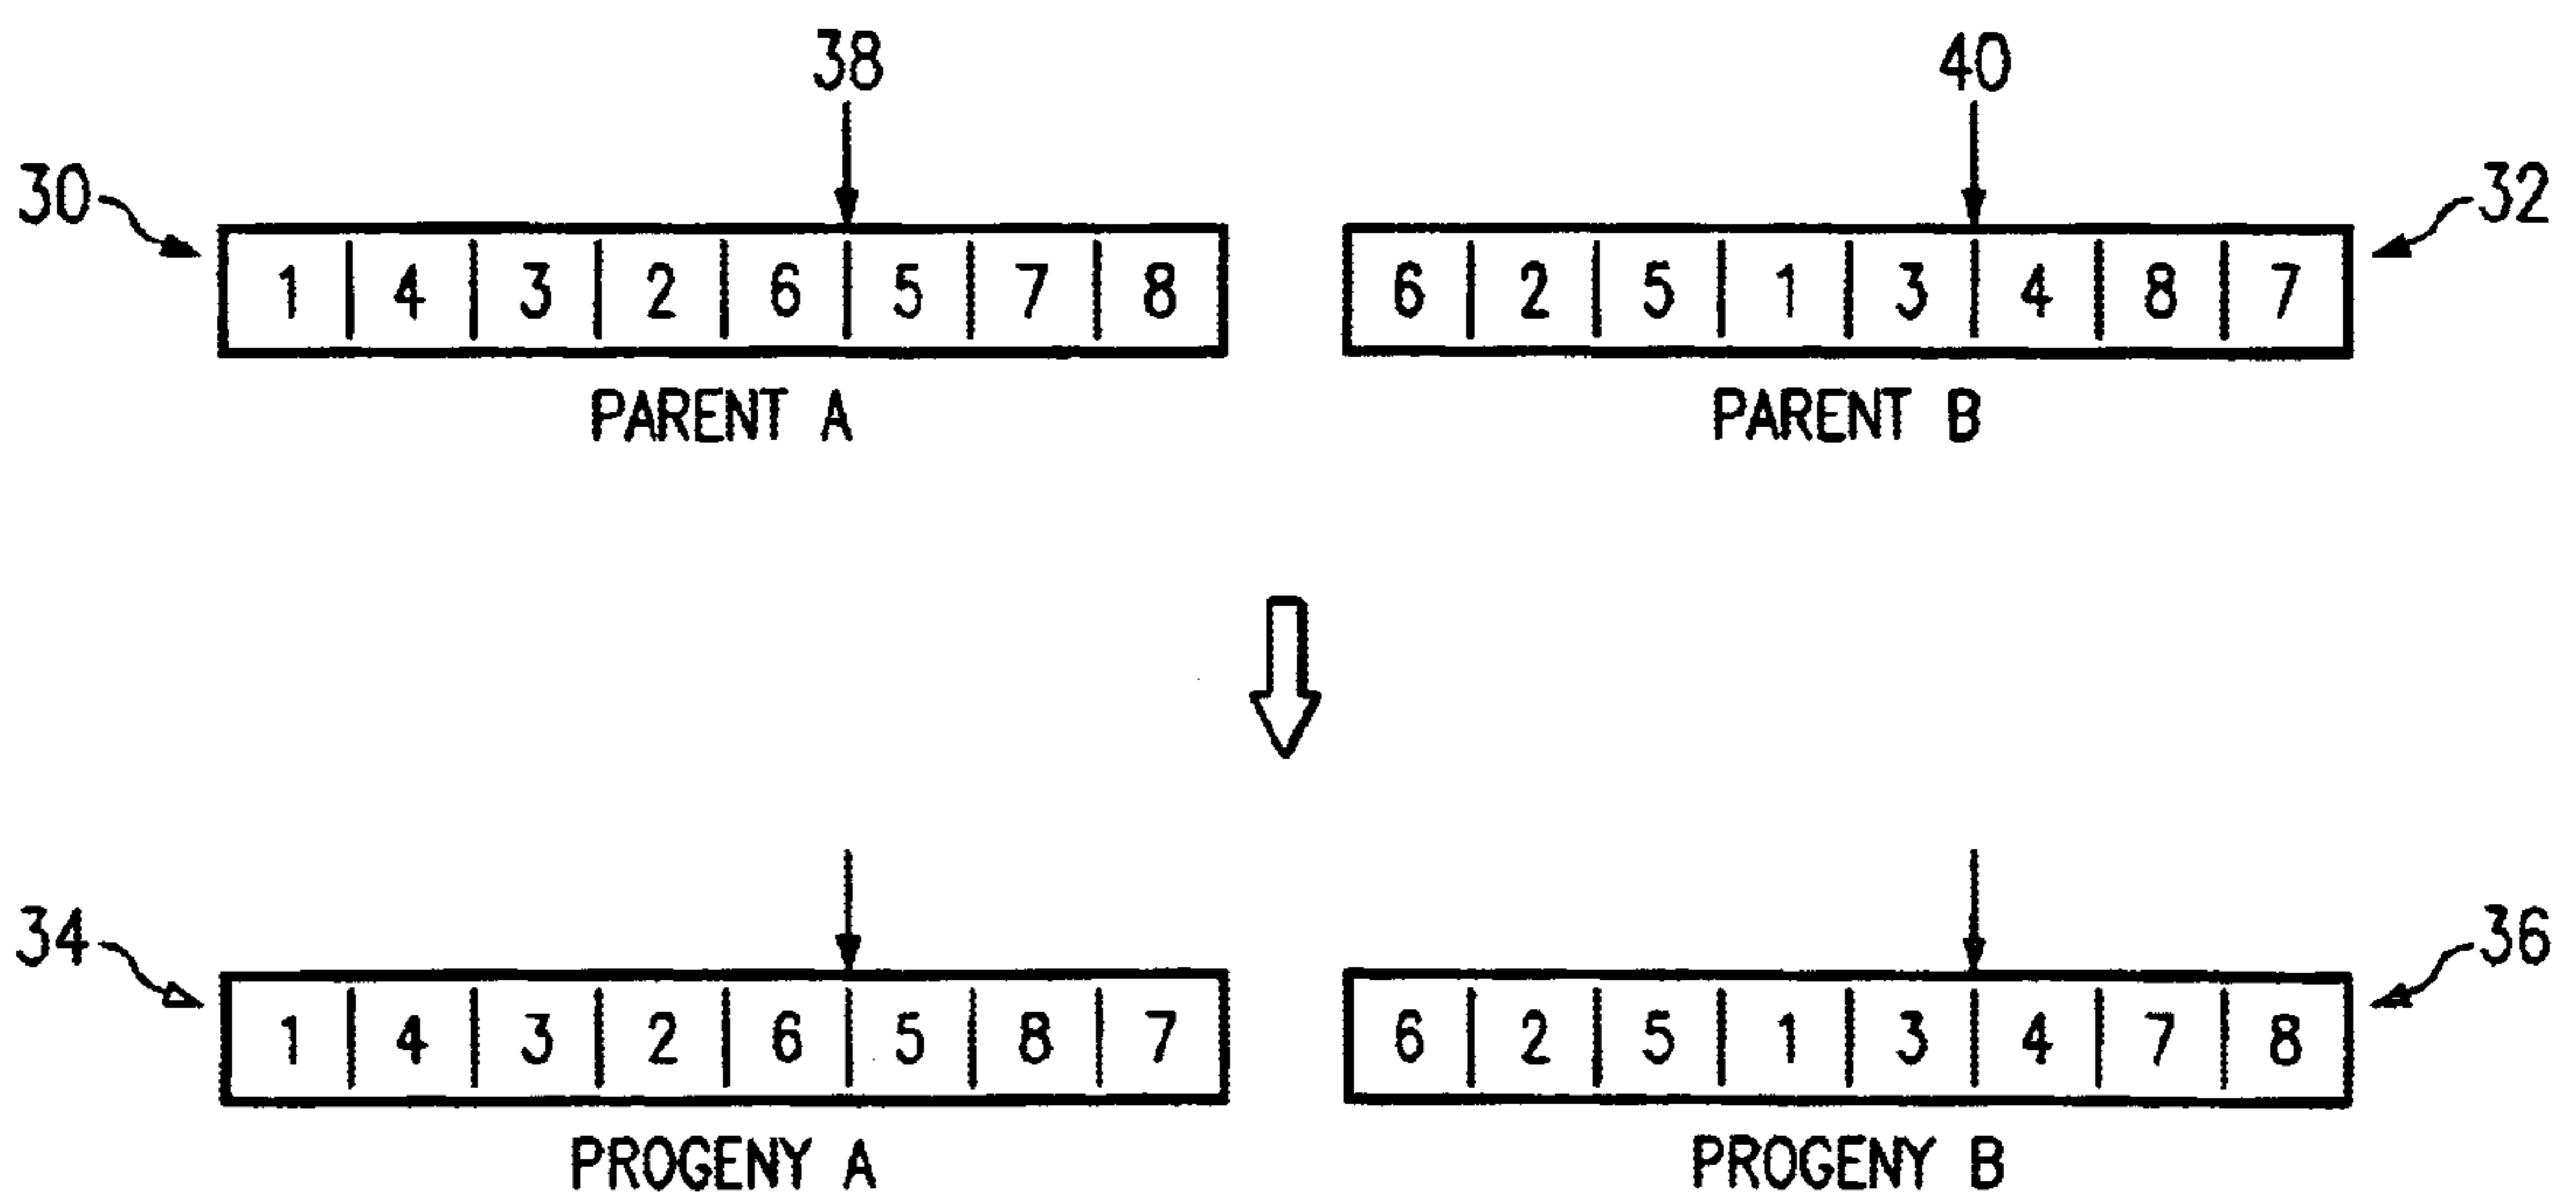 38 40
30 32
1 4 3 2 6 5 7 8 6 2 5 1 3 4 8 7
PARENT A PARENT B
34 36
1 4 3 2 6 5 8 7 6 2 5 1 3 4 7 8
PROGENY A PROGENY B